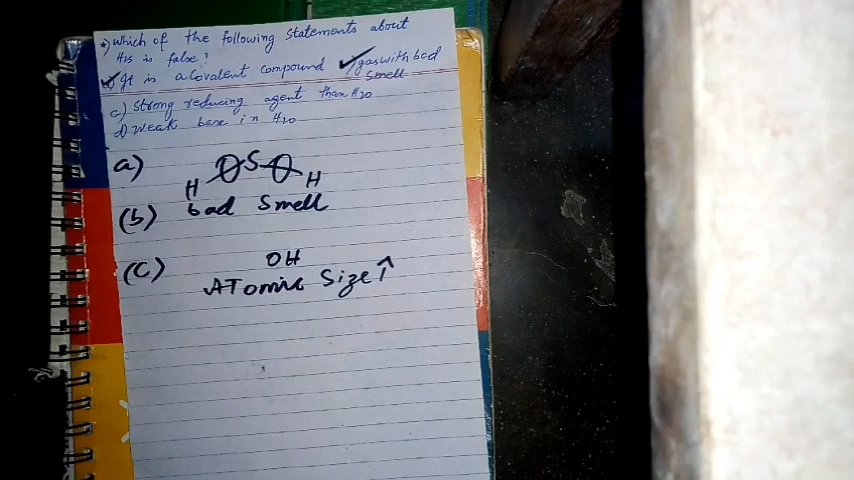 *) which of the following statements about
H2S is false?
a) It is a covalent compound b) gas with bad
smell
c) Strong reducing agent than H2O
d) Weak base in H2O
a) H S H
(b) bad smell
OH
(c) ATomic Size ↑